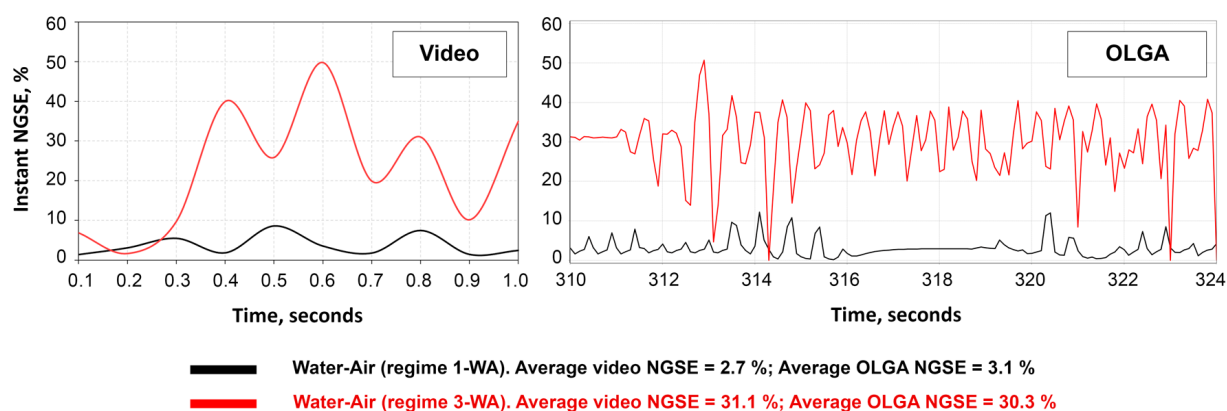 60
50
40
30
20
10
0
Instant NGSE, %
Video
0.1 0.2 0.3 0.4 0.5 0.6 0.7 0.8 0.9 1.0
Time, seconds
60
50
40
30
20
10
0
OLGA
310 312 314 316 318 320 322 324
Time, seconds
Water-Air (regime 1-WA). Average video NGSE = 2.7 %; Average OLGA NGSE = 3.1 %
Water-Air (regime 3-WA). Average video NGSE = 31.1 %; Average OLGA NGSE = 30.3 %